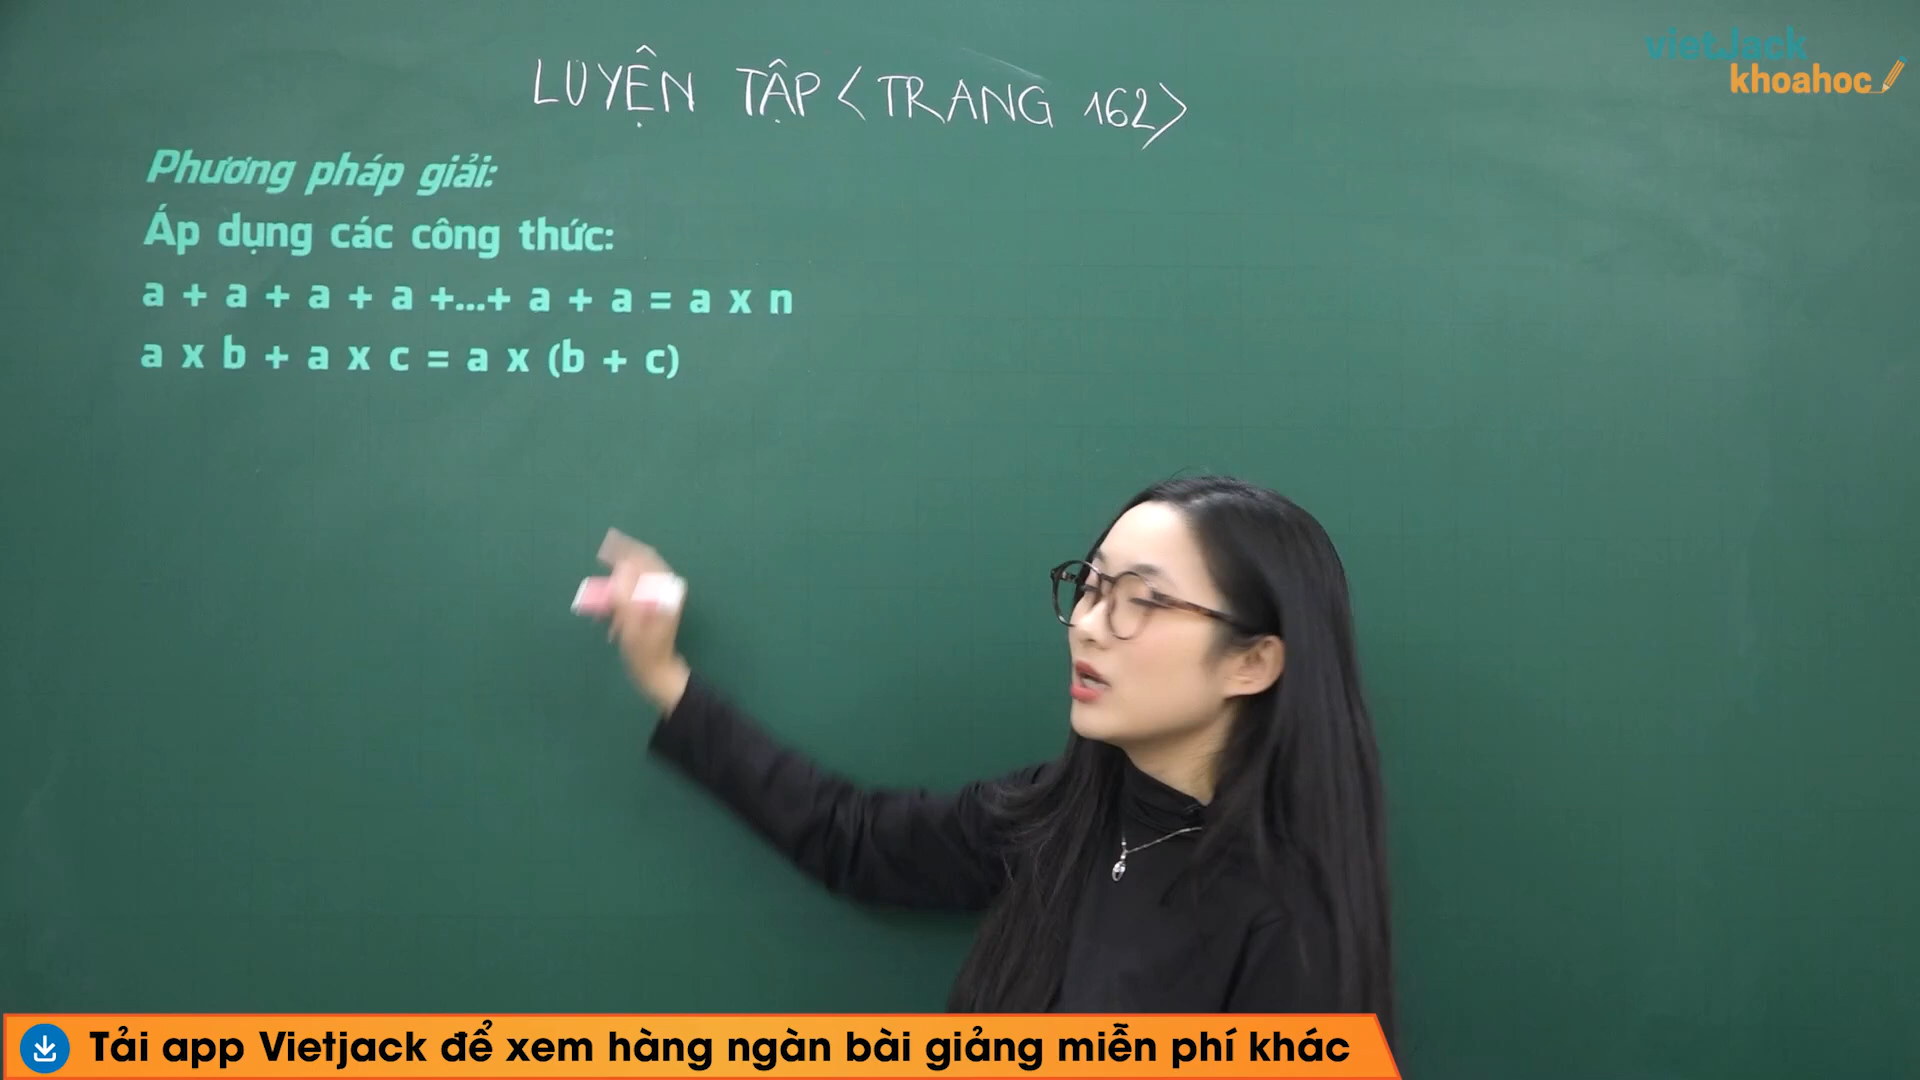 vietJack
khoahoc
LUYỆN TẬP <TRANG 162>
Phương pháp giải:
Áp dụng các công thức:
a + a + a + a +...+ a + a = a x n
a x b + a x c = a x (b + c)
Tải app Vietjack để xem hàng ngàn bài giảng miễn phí khác